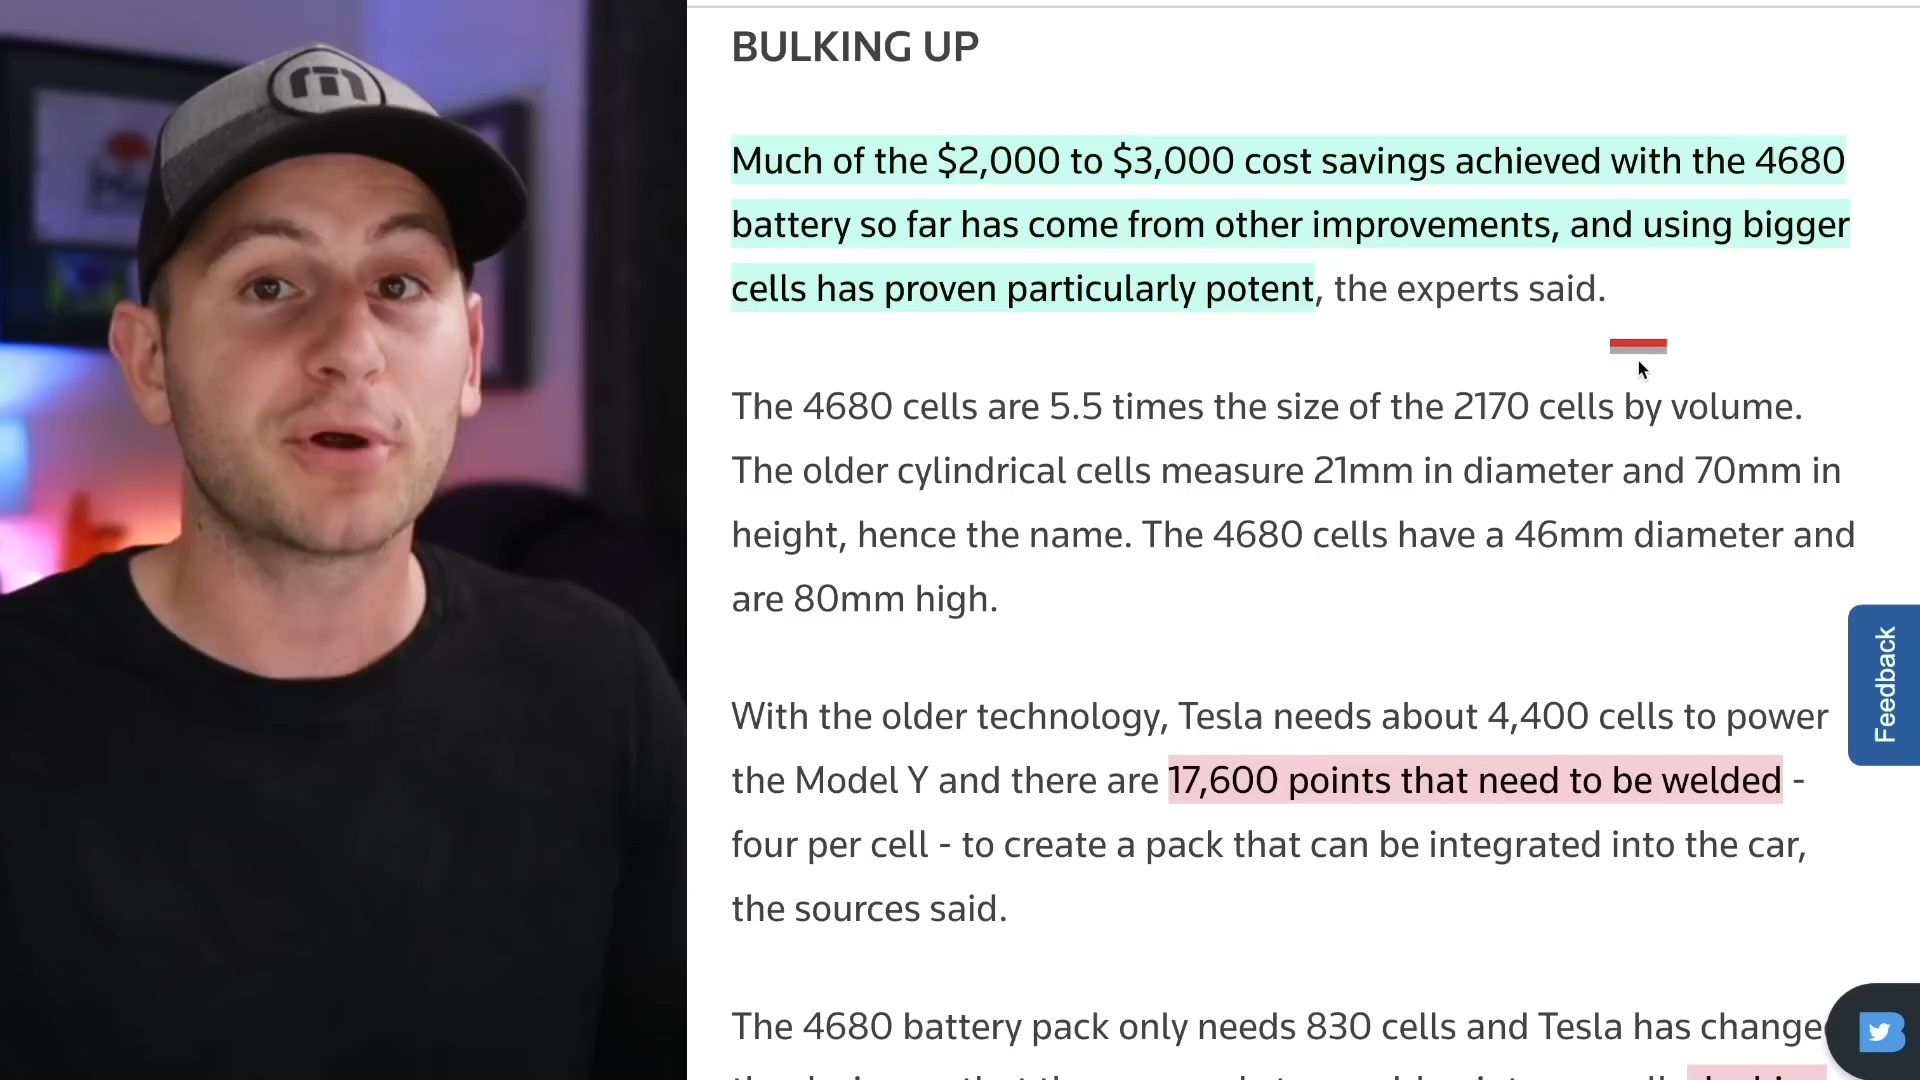 BULKING UP
Much of the $2,000 to $3,000 cost savings achieved with the 4680
battery so far has come from other improvements, and using bigger
cells has proven particularly potent, the experts said.
The 4680 cells are 5.5 times the size of the 2170 cells by volume.
The older cylindrical cells measure 21mm in diameter and 70mm in
height, hence the name. The 4680 cells have a 46mm diameter and
are 80mm high.
With the older technology, Tesla needs about 4,400 cells to power
the Model Y and there are 17,600 points that need to be welded -
four per cell - to create a pack that can be integrated into the car,
the sources said.
The 4680 battery pack only needs 830 cells and Tesla has change
Feedback